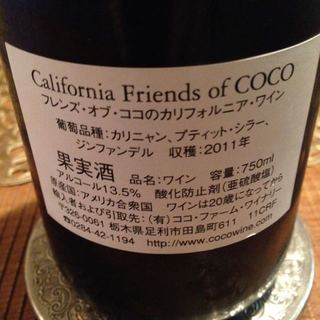 California Friends of COCO
フレンズ・オブ・ココのカリフォルニア・ワイン
葡萄品種:カリニャン、プティット・シラー、
ジンファンデル 収穫:2011年
果実酒 品名:ワイン 容量:750ml
アルコール13.5% 酸化防止剤(亜硫酸塩)
原産国:アメリカ合衆国 ワインは20歳になってから
輸入者および引取先:(有)ココ・ファーム・ワイナリー
〒326-0061 栃木県足利市田島町611 11CRF
☎0284-42-1194 http://www.cocowine.com